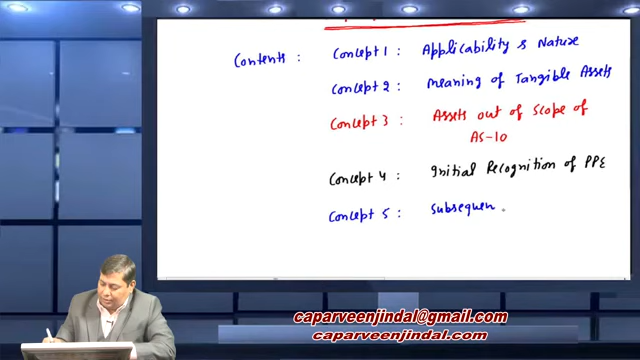 Contents : Concept 1 : Applicability & Nature
Concept 2 : Meaning of Tangible Assets
Concept 3 : Assets out of Scope of
AS-10
Concept 4 : Initial Recognition of PPE
Concept 5 : Subsequen
caparveenjindal@gmail.com
caparveenjindal.com